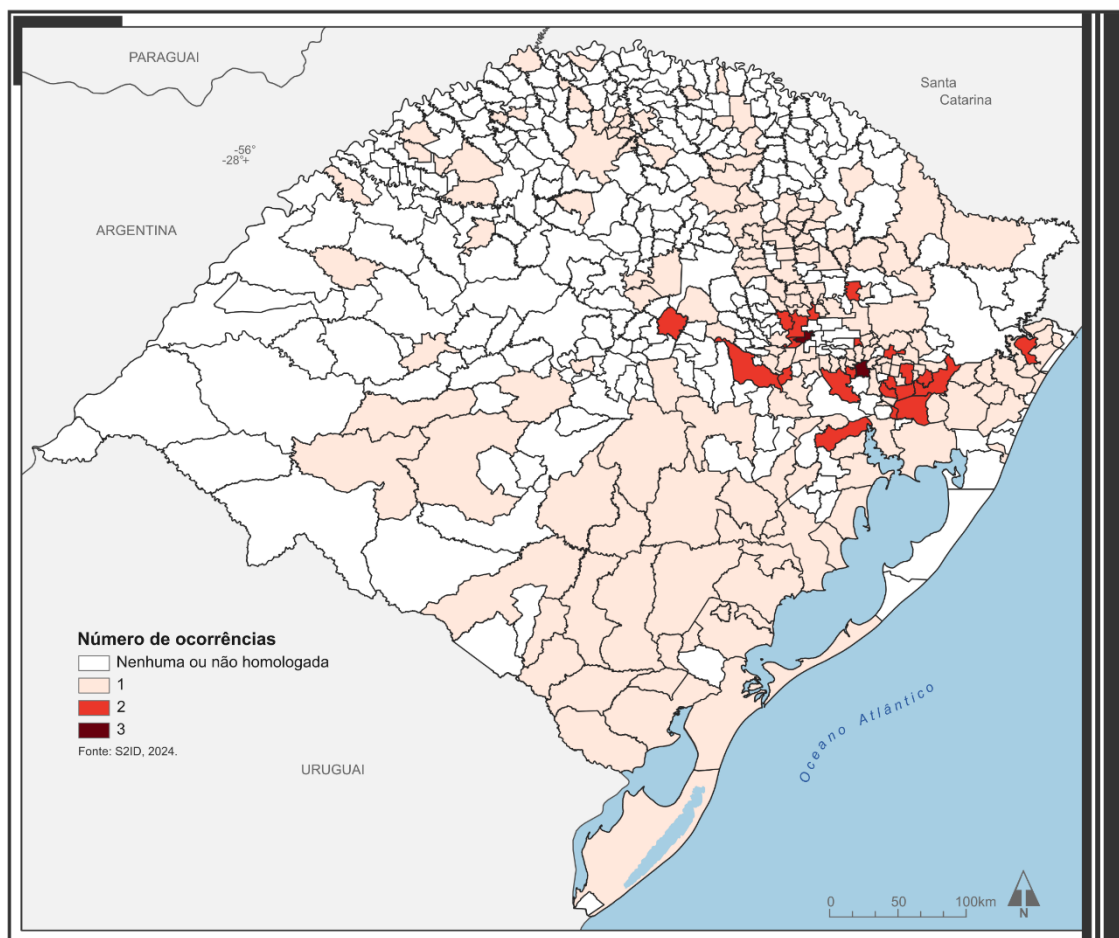 PARAGUAI
Santa
Catarina
-56°
-28°+
ARGENTINA
Número de ocorrências
Nenhuma ou não homologada
1
2
3
Fonte: S2ID, 2024.
URUGUAI
Oceano Atlântico
0 50 100km
N